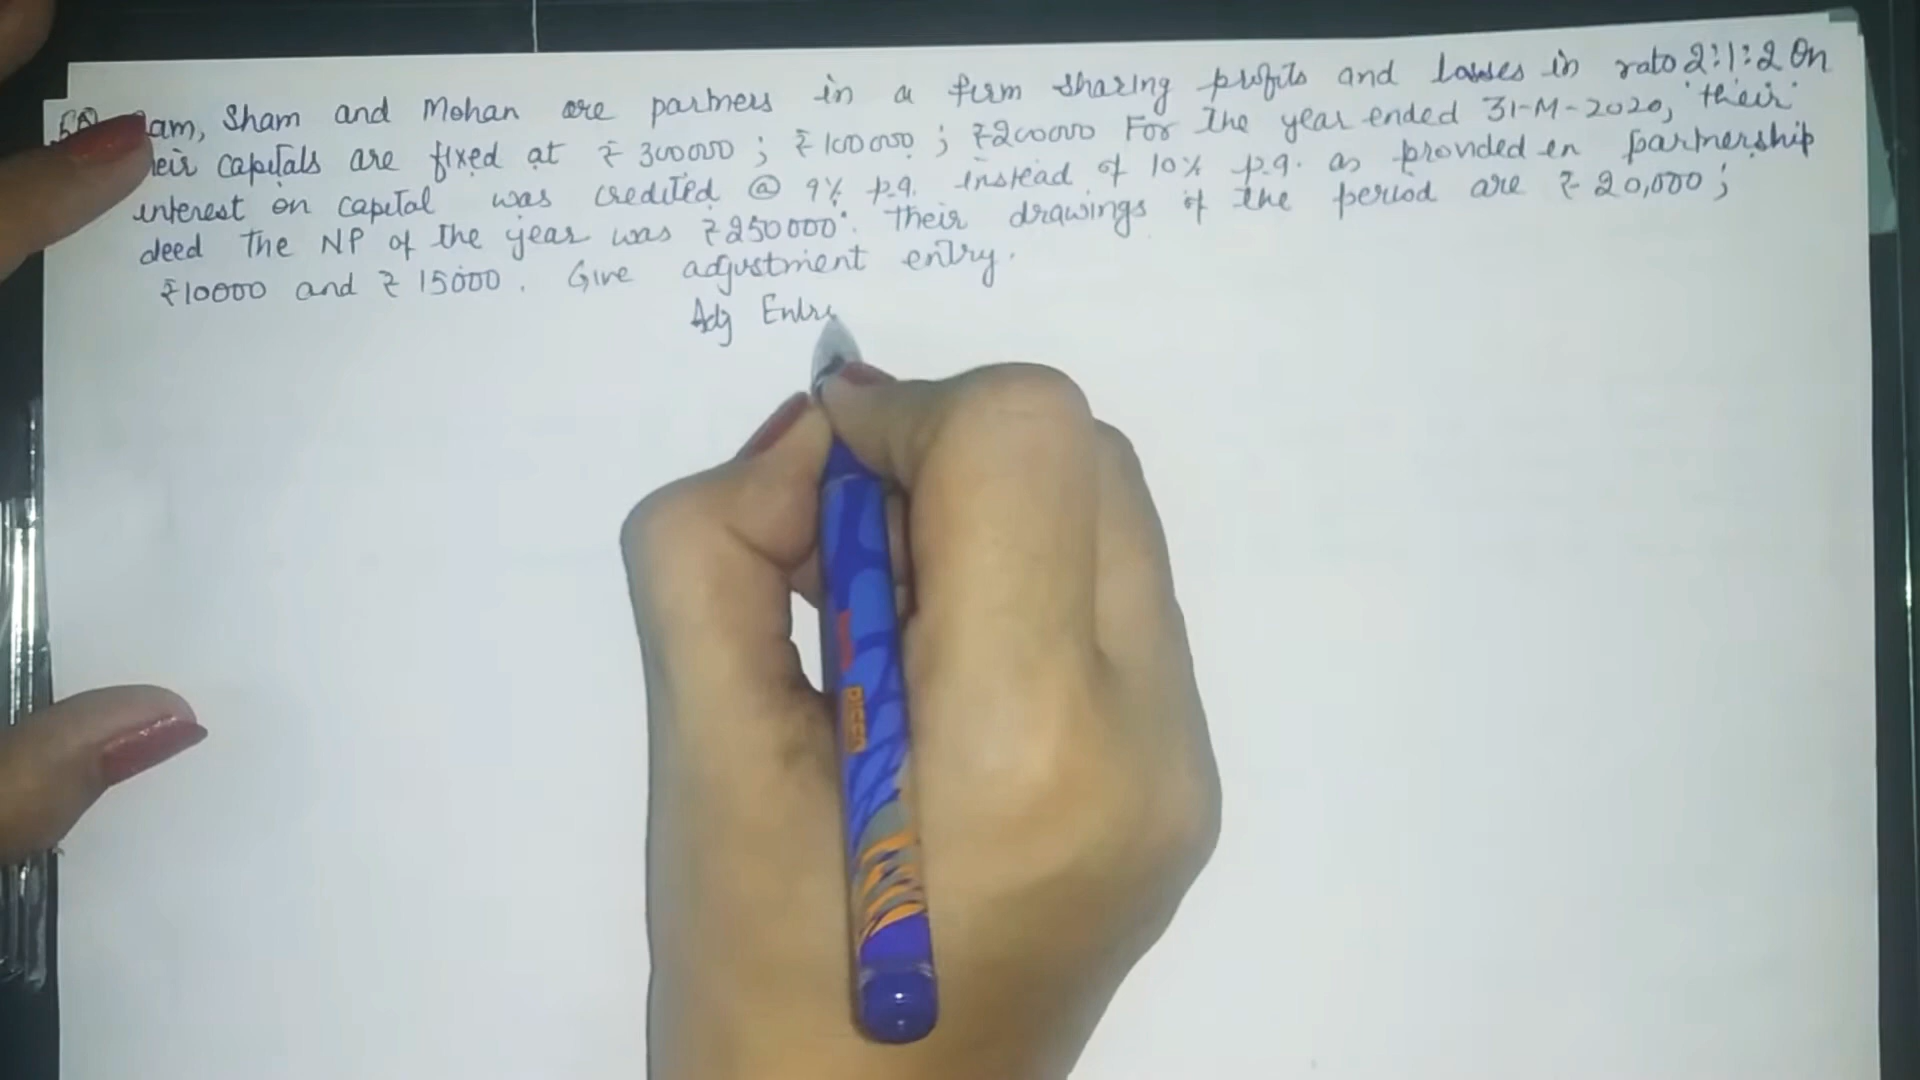 am, Sham and Mohan are partners in a firm sharing profits and losses in rato 2:1:2 On
eir capitals are fixed at ₹ 300000 ; ₹100000 ; ₹200000 For the year ended 31-M-2020, their
interest on capital was credited @ 9% p.a. instead of 10% p.a. as provided in partnership
deed The NP of the year was ₹250000. Their drawings of the period are ₹ 20,000 ;
₹10000 and ₹ 15000. Give adjustment entry.
Adj Entry